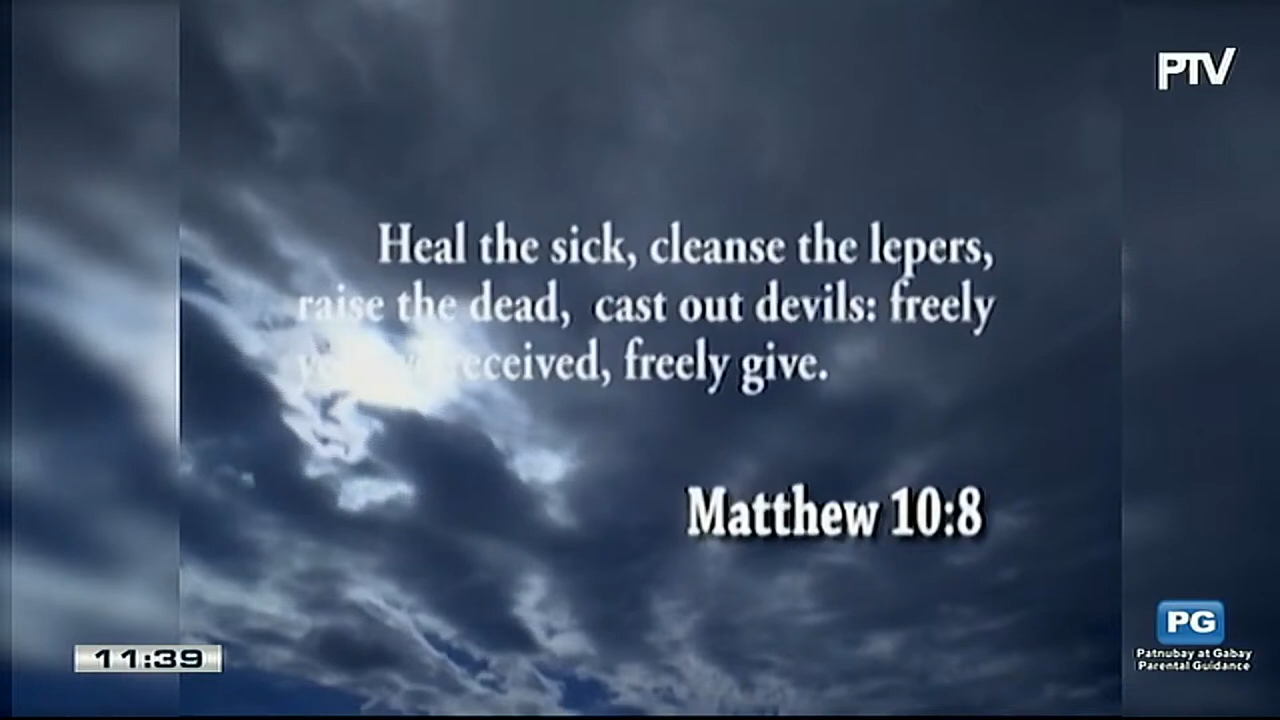 PTV
Heal the sick, cleanse the lepers,
raise the dead, cast out devils: freely
received, freely give.
Matthew 10:8
PG
11:39
Patnubay at Gabay
Parental Guidance